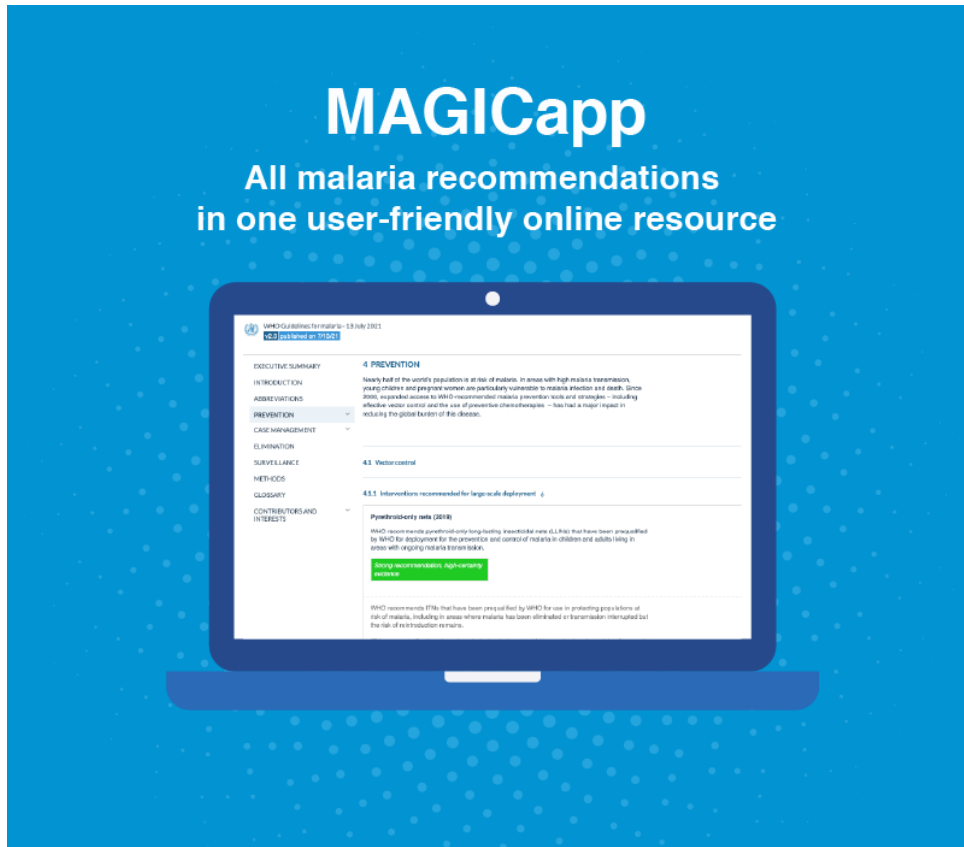 MAGICapp
All malaria recommendations
in one user-friendly online resource
WHO Guidelines for malaria - 13 July 2021
v2.0 published on 7/13/21
EXECUTIVE SUMMARY
INTRODUCTION
ABBREVIATIONS
PREVENTION
CASE MANAGEMENT
ELIMINATION
SURVEILLANCE
METHODS
GLOSSARY
CONTRIBUTORS AND
INTERESTS
4 PREVENTION
Nearly half of the world's population is at risk of malaria. In areas with high malaria transmission,
young children and pregnant women are particularly vulnerable to malaria infection and death. Since
2000, expanded access to WHO-recommended malaria prevention tools and strategies – including
effective vector control and the use of preventive chemotherapies – has had a major impact in
reducing the global burden of this disease.
4.1 Vector control
4.1.1 Interventions recommended for large-scale deployment
Pyrethroid-only nets (2019)
WHO recommends pyrethroid-only long-lasting insecticidal nets (LLINs) that have been prequalified
by WHO for deployment for the prevention and control of malaria in children and adults living in
areas with ongoing malaria transmission.
Strong recommendation, high-certainty
evidence
WHO recommends ITNs that have been prequalified by WHO for use in protecting populations at
risk of malaria, including in areas where malaria has been eliminated or transmission interrupted but
the risk of reintroduction remains.